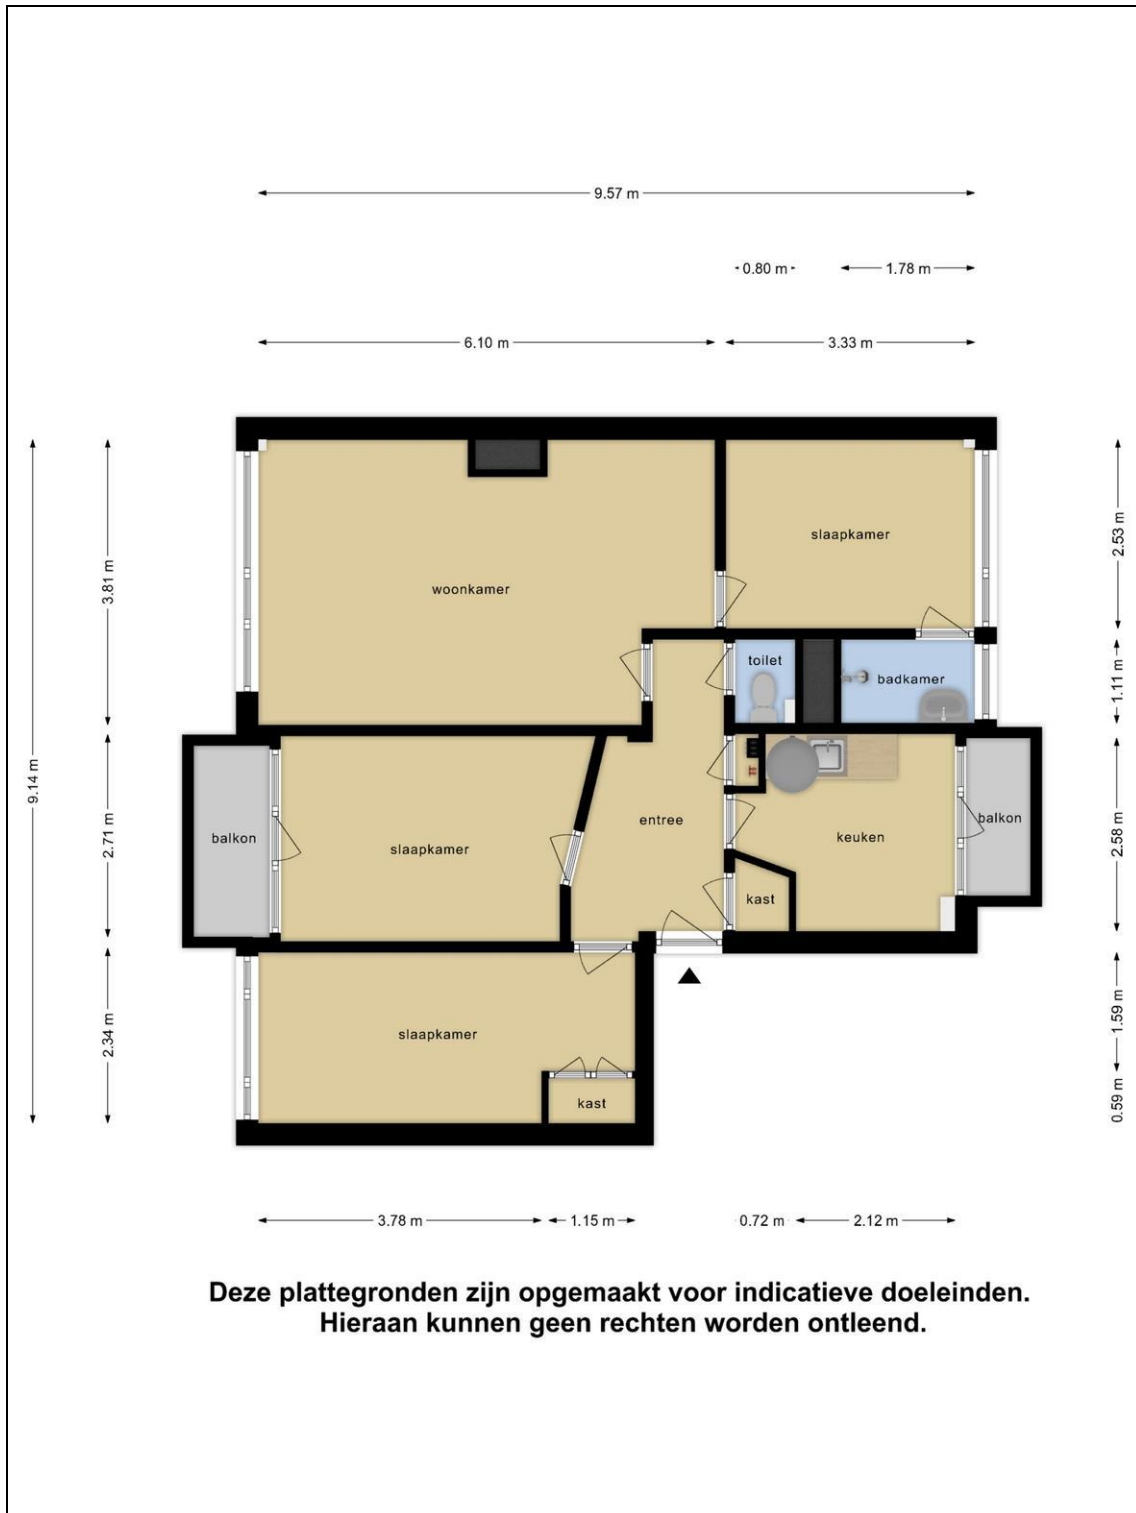 9.57 m
0.80 m
1.78 m
6.10 m
3.33 m
9.14 m
3.81 m
2.71 m
2.34 m
2.53 m
1.11 m
2.58 m
1.59 m
0.59 m
slaapkamer
woonkamer
toilet
badkamer
entree
balkon
slaapkamer
keuken
balkon
kast
slaapkamer
kast
3.78 m
1.15 m
0.72 m
2.12 m
Deze plattegronden zijn opgemaakt voor indicatieve doeleinden.
Hieraan kunnen geen rechten worden ontleend.